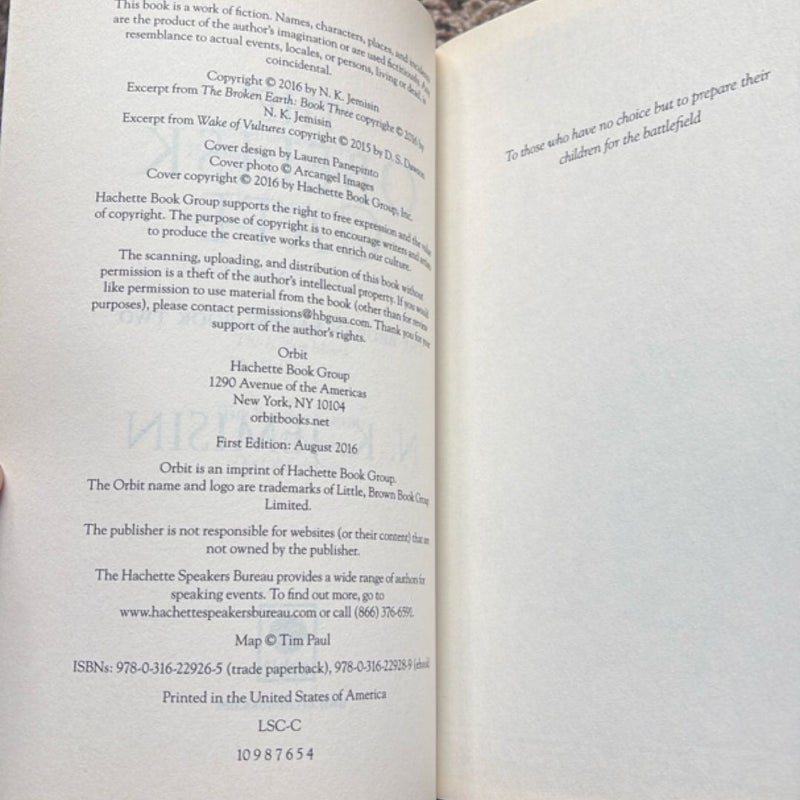 This book is a work of fiction. Names, characters, places, and incidents
are the product of the author's imagination or are used fictitiously. Any
resemblance to actual events, locales, or persons, living or dead, is
coincidental.
Copyright © 2016 by N. K. Jemisin
Excerpt from The Broken Earth: Book Three copyright © 2016 by
N. K. Jemisin
Excerpt from Wake of Vultures copyright © 2015 by D. S. Dawson
Cover design by Lauren Panepinto
Cover photo © Arcangel Images
Cover copyright © 2016 by Hachette Book Group, Inc.
Hachette Book Group supports the right to free expression and the value
of copyright. The purpose of copyright is to encourage writers and artists
to produce the creative works that enrich our culture.
The scanning, uploading, and distribution of this book without
permission is a theft of the author's intellectual property. If you would
like permission to use material from the book (other than for review
purposes), please contact permissions@hbgusa.com. Thank you for your
support of the author's rights.
Orbit
Hachette Book Group
1290 Avenue of the Americas
New York, NY 10104
orbitbooks.net
First Edition: August 2016
Orbit is an imprint of Hachette Book Group.
The Orbit name and logo are trademarks of Little, Brown Book Group
Limited.
The publisher is not responsible for websites (or their content) that are
not owned by the publisher.
The Hachette Speakers Bureau provides a wide range of authors for
speaking events. To find out more, go to
www.hachettespeakersbureau.com or call (866) 376-6591.
Map © Tim Paul
ISBNs: 978-0-316-22926-5 (trade paperback), 978-0-316-22928-9 (ebook)
Printed in the United States of America
LSC-C
10 9 8 7 6 5 4
To those who have no choice but to prepare their
children for the battlefield